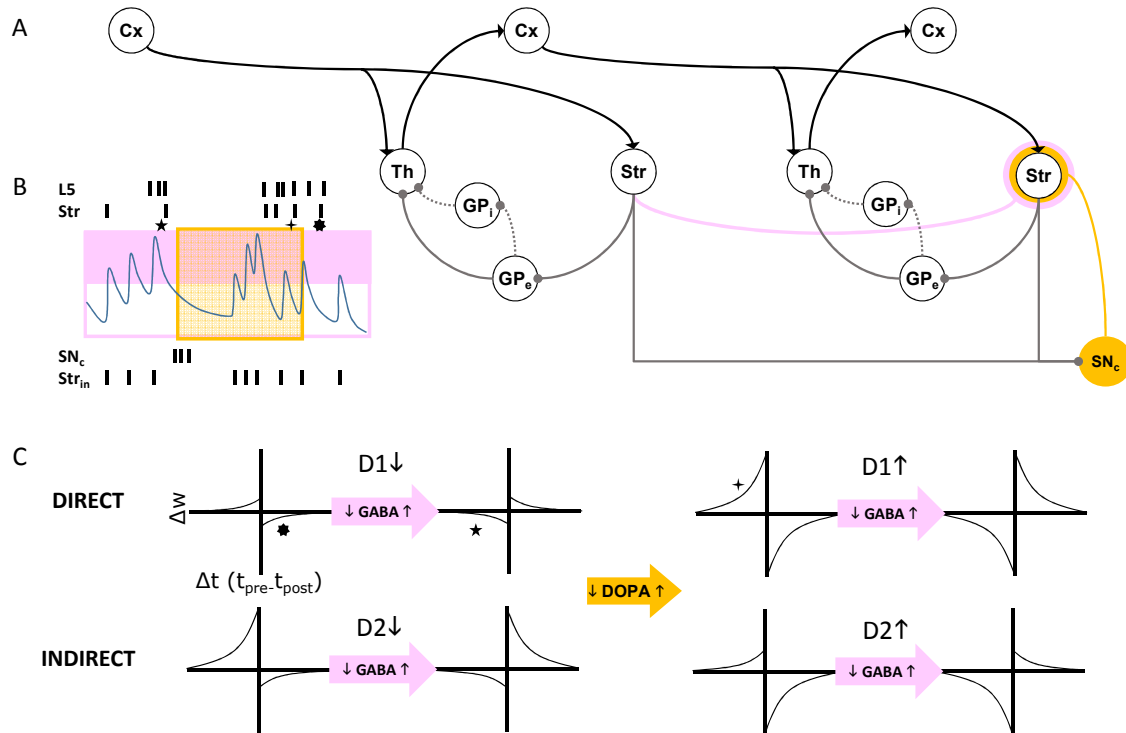 A
Cx
Cx
Cx
Th
Str
Th
Str
GPi
GPi
GPe
GPe
SNc
B
L5
Str
SNc
Strin
C
D1↓
D1↑
DIRECT
Δw
↓ GABA ↑
↓ GABA ↑
Δt (tpre-tpost)
↓ DOPA ↑
D2↓
D2↑
INDIRECT
↓ GABA ↑
↓ GABA ↑